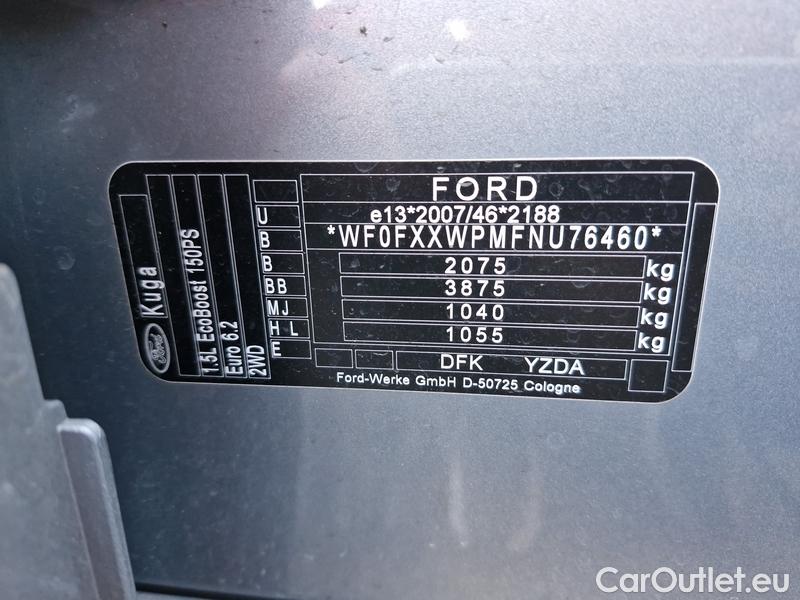 FORD
e13*2007/46*2188
*WF0FXXWPMFNU76460*
2075 kg
3875 kg
1040 kg
1055 kg
DFK YZDA
Ford-Werke GmbH D-50725 Cologne
U
B
B
BB
MJ
H L
E
Ford
Kuga
1.5L EcoBoost 150PS
Euro 6.2
2WD
CarOutlet.eu